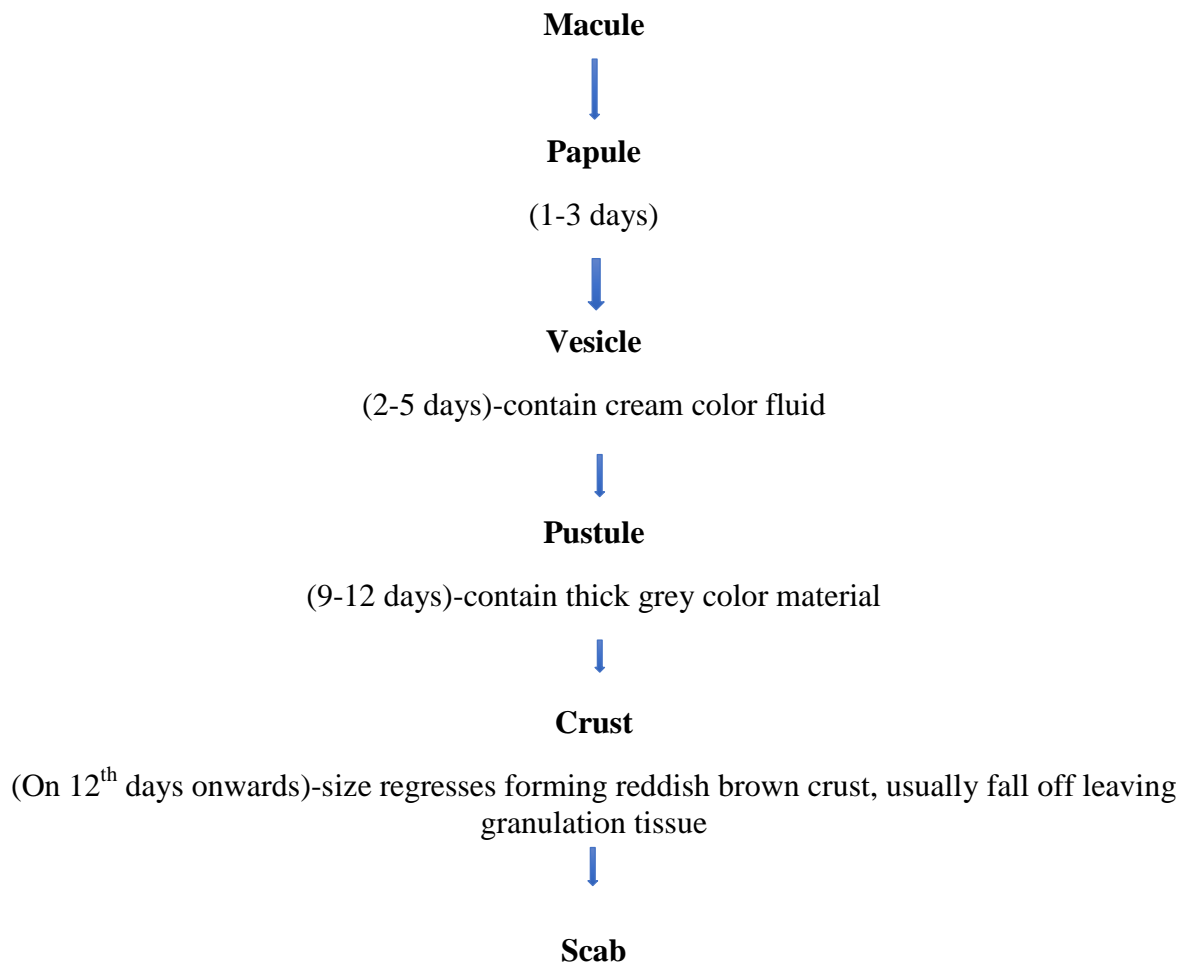 Macule
Papule
(1-3 days)
Vesicle
(2-5 days)-contain cream color fluid
Pustule
(9-12 days)-contain thick grey color material
Crust
(On 12th days onwards)-size regresses forming reddish brown crust, usually fall off leaving
granulation tissue
Scab